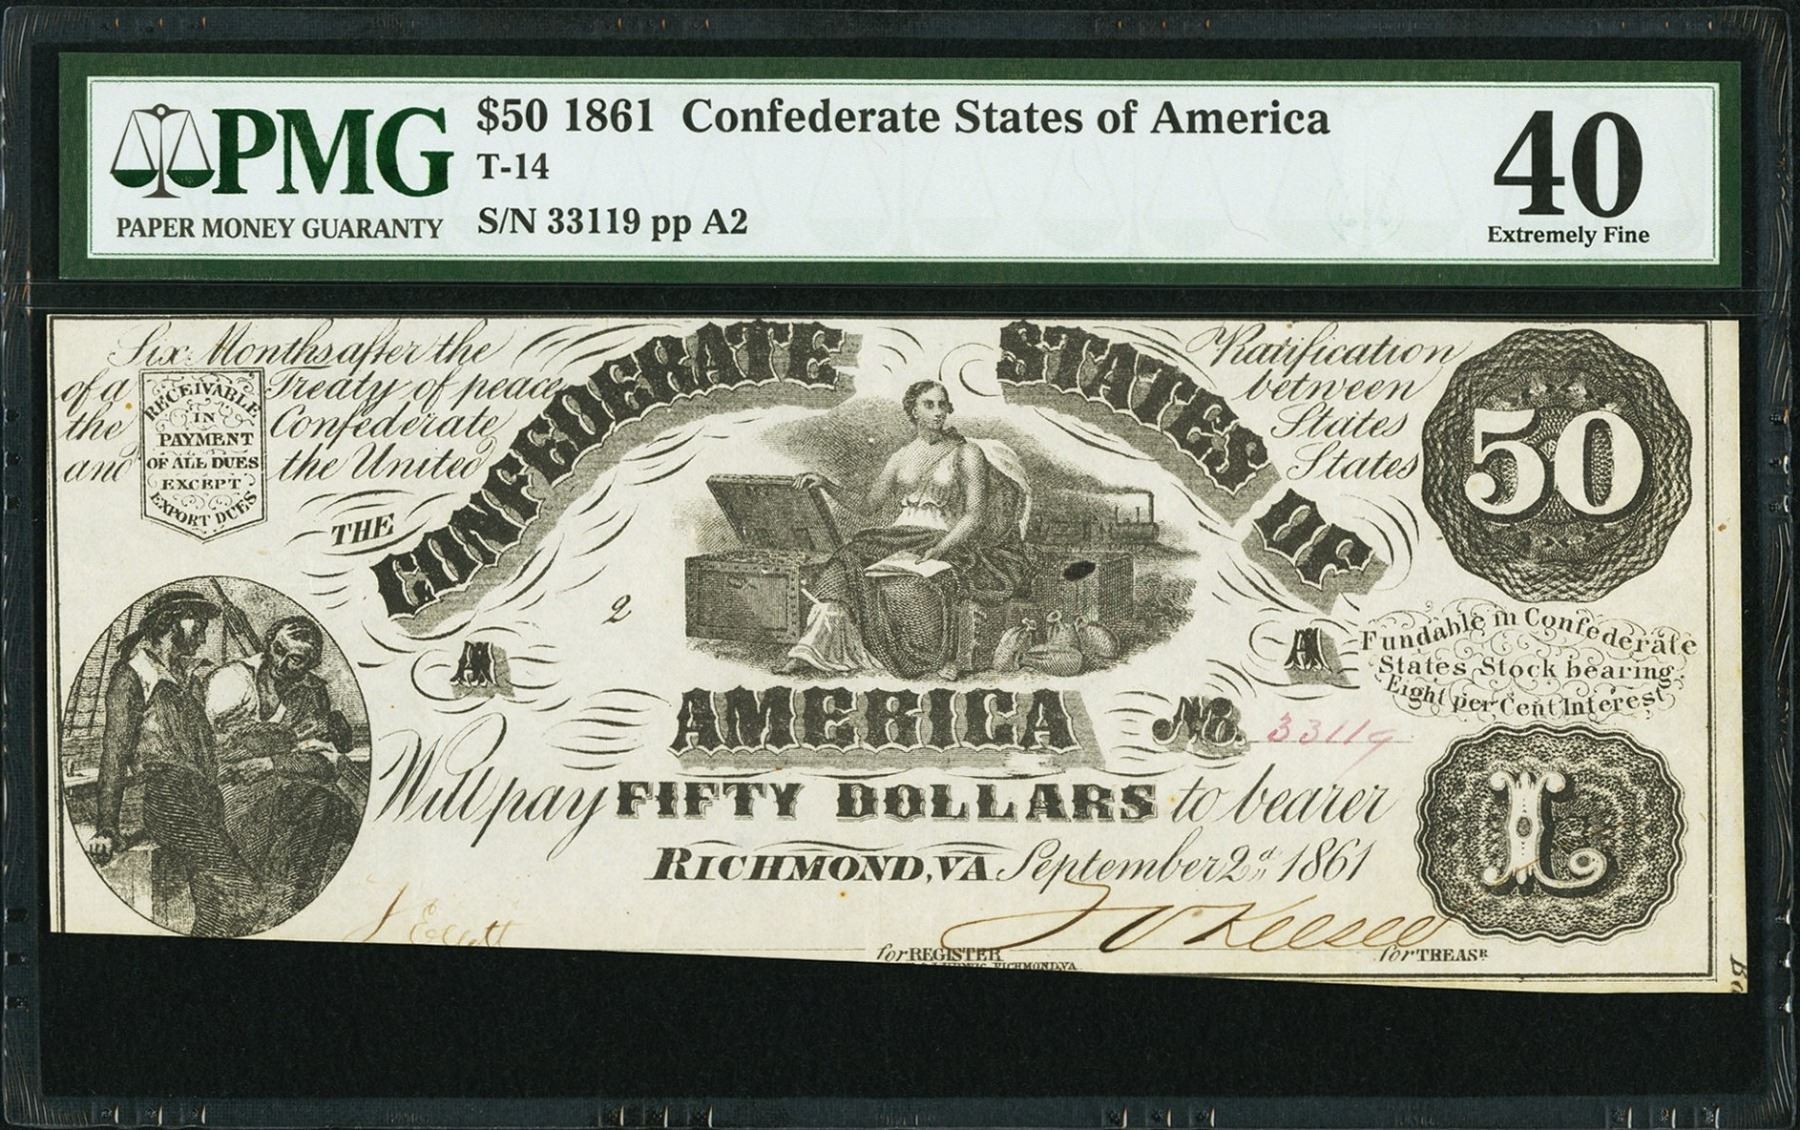 PMG
PAPER MONEY GUARANTY
$50 1861 Confederate States of America
T-14
S/N 33119 pp A2
40
Extremely Fine
Six Months after the Ratification
of a Treaty of peace between
the Confederate States
and the United States
RECEIVABLE
IN
PAYMENT
OF ALL DUES
EXCEPT
EXPORT DUES
THE
CONFEDERATE STATES OF
AMERICA
50
2
A
A
Fundable in Confederate
States Stock bearing
Eight per Cent Interest
No. 33119
Will pay FIFTY DOLLARS to bearer
RICHMOND, VA. September 2d 1861
L
for REGISTER
for TREASR
RICHMOND, VA.